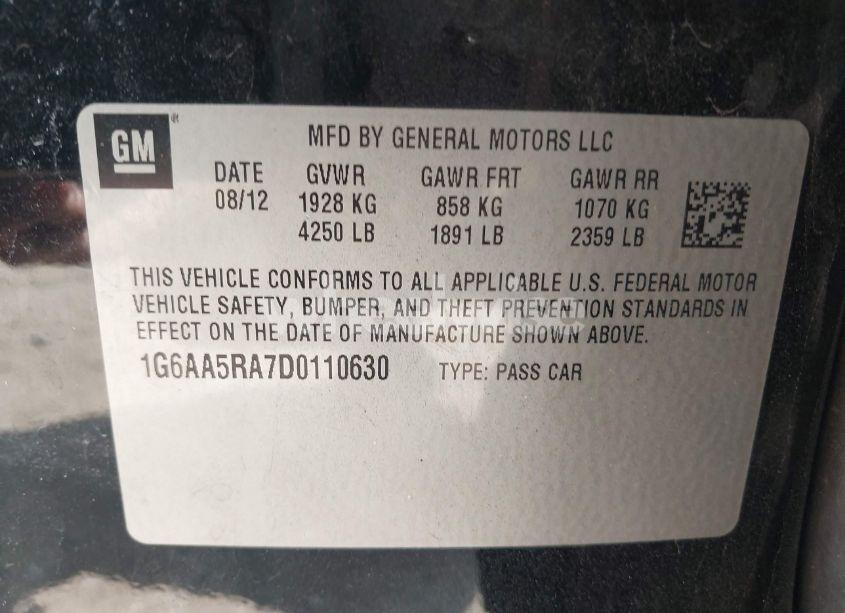 GM®
MFD BY GENERAL MOTORS LLC
DATE GVWR GAWR FRT GAWR RR
08/12 1928 KG 858 KG 1070 KG
4250 LB 1891 LB 2359 LB
THIS VEHICLE CONFORMS TO ALL APPLICABLE U.S. FEDERAL MOTOR
VEHICLE SAFETY, BUMPER, AND THEFT PREVENTION STANDARDS IN
EFFECT ON THE DATE OF MANUFACTURE SHOWN ABOVE.
1G6AA5RA7D0110630 TYPE: PASS CAR